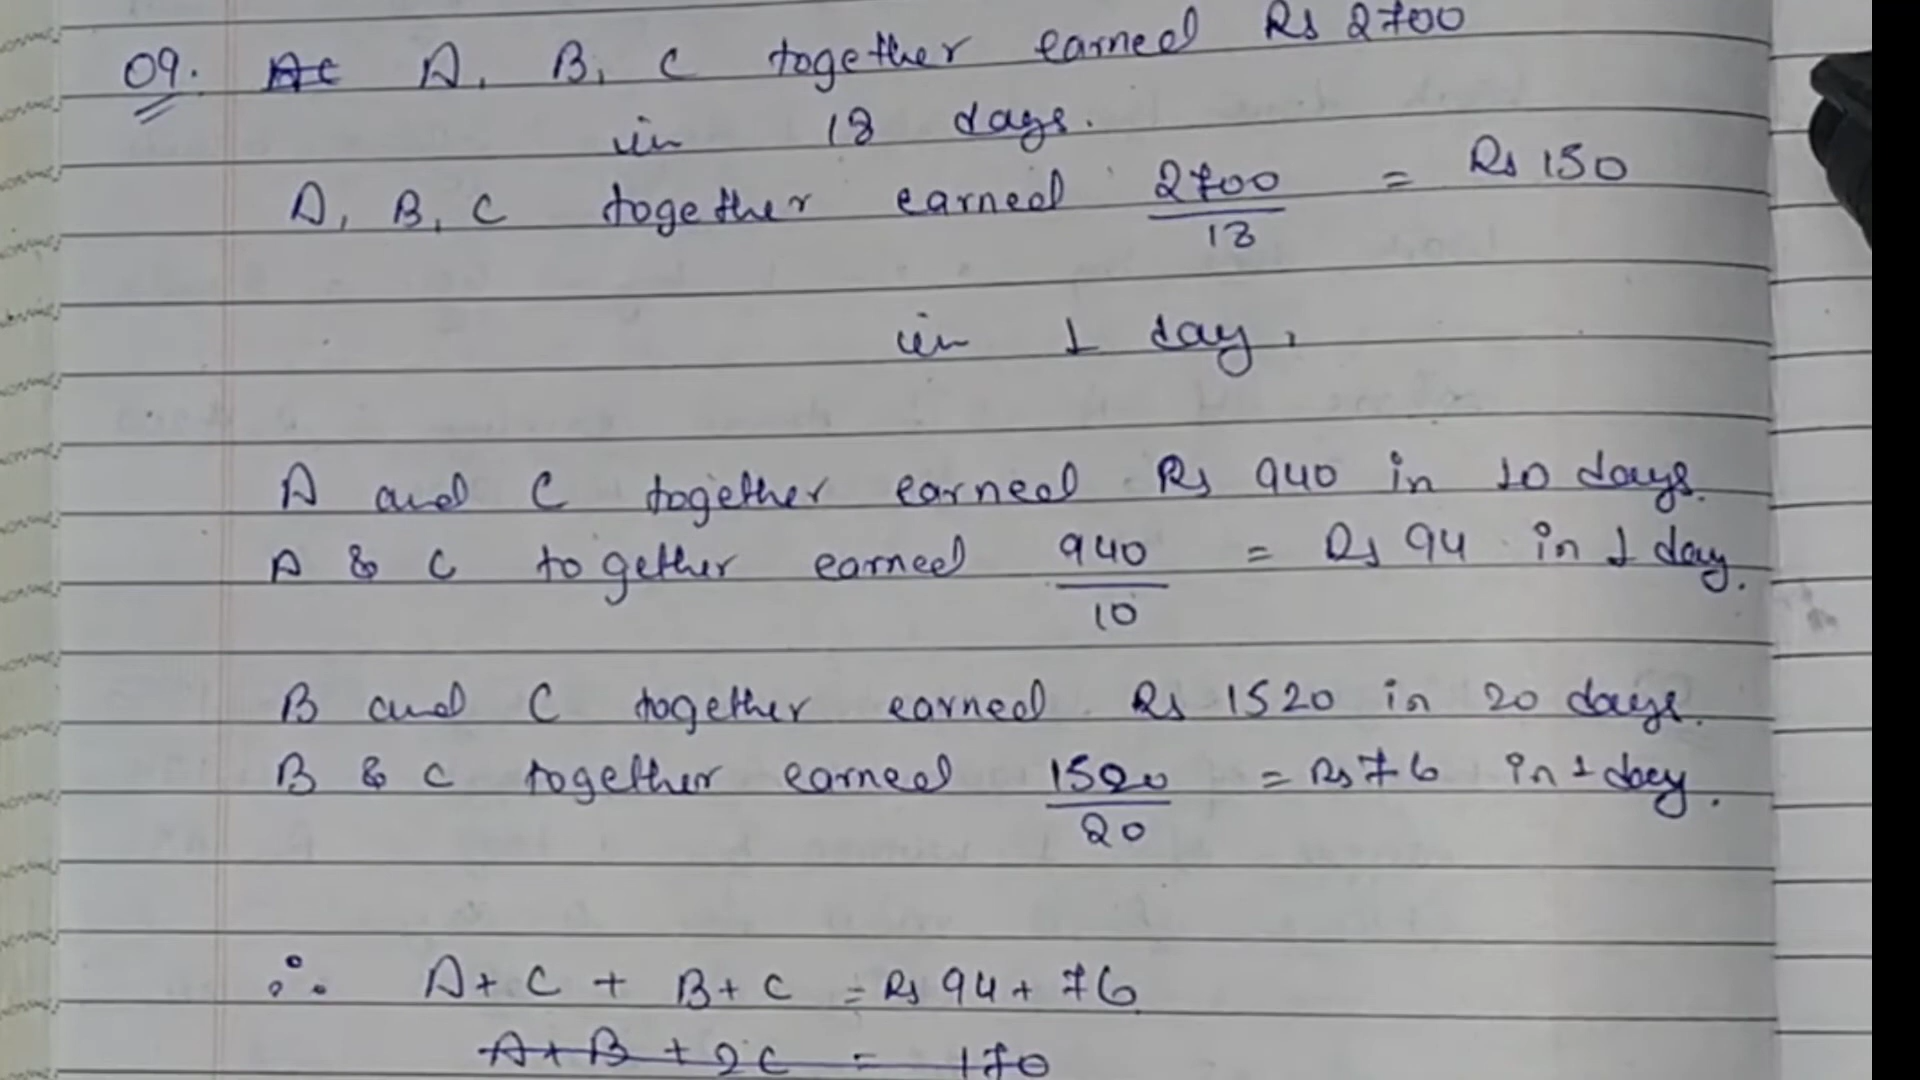 09. AC A, B, C together earned Rs 2700
in 18 days.
A, B, C together earned 2700/18 = Rs 150
in 1 day.
A and C together earned Rs 940 in 10 days.
A & C together earned 940/10 = Rs 94 in 1 day.
B and C together earned Rs 1520 in 20 days.
B & C together earned 1520/20 = Rs 76 in 1 day.
∴ A + C + B + C = Rs 94 + 76
A + B + 2C = 170